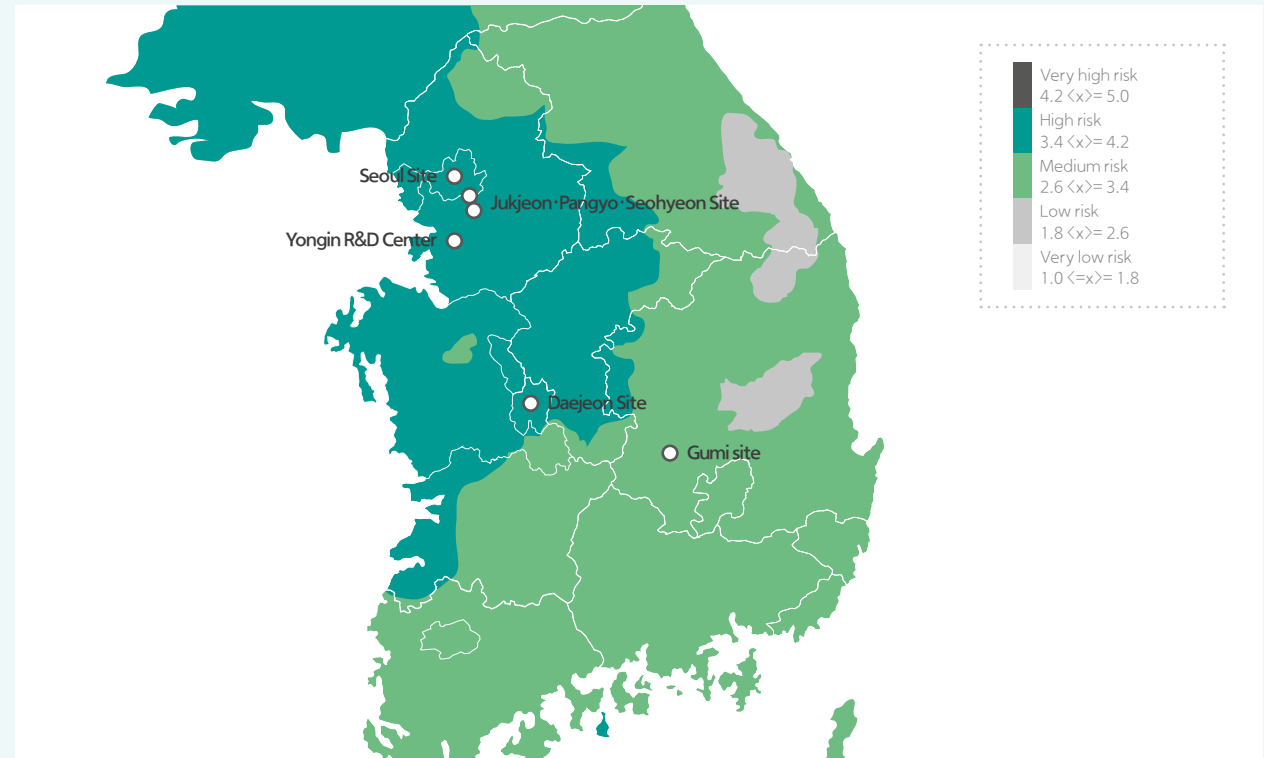 Very high risk
4.2 <x>= 5.0
High risk
3.4 <x>= 4.2
Medium risk
2.6 <x>= 3.4
Low risk
1.8 <x>= 2.6
Very low risk
1.0 <=x>= 1.8
Seoul Site
Jukjeon·Pangyo·Seohyeon Site
Yongin R&D Center
Daejeon Site
Gumi site